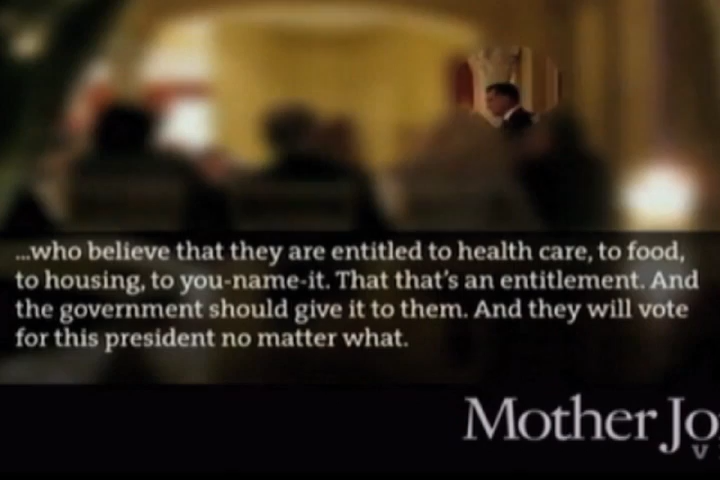 ...who believe that they are entitled to health care, to food,
to housing, to you-name-it. That that's an entitlement. And
the government should give it to them. And they will vote
for this president no matter what.
Mother Jo
V